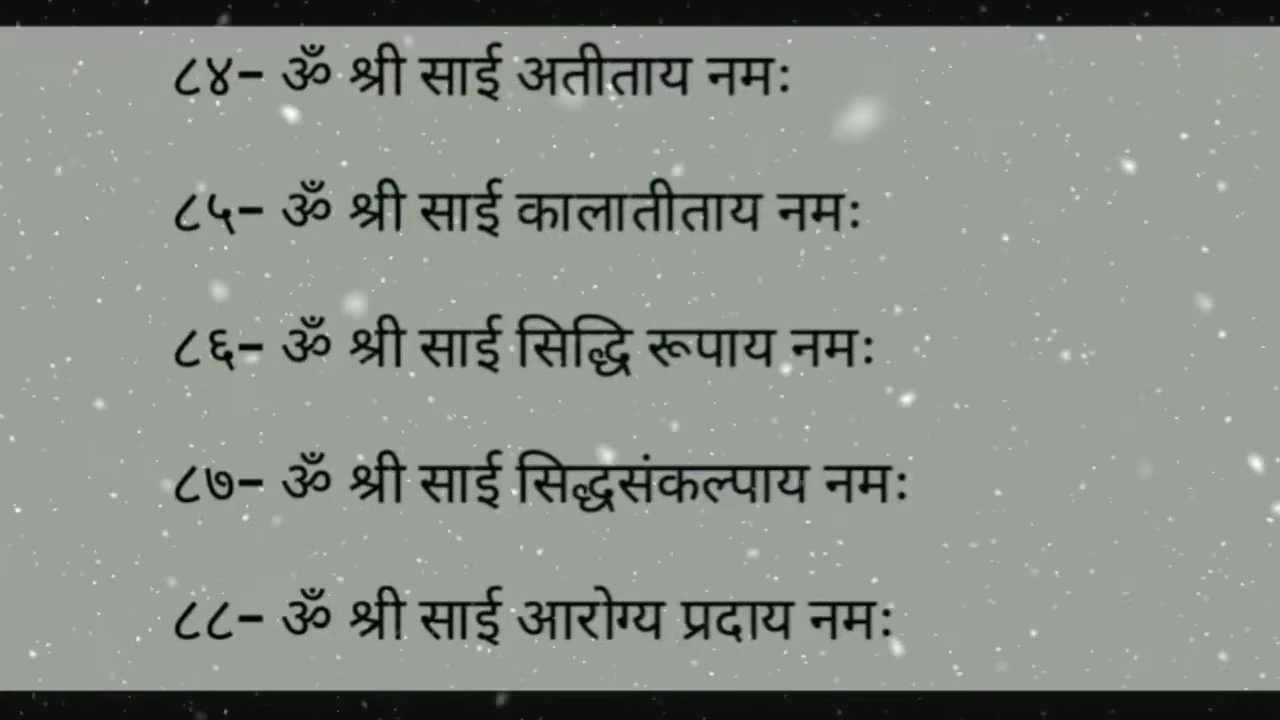 ८४- ॐ श्री साई अतीताय नमः
८५- ॐ श्री साई कालातीताय नमः
८६- ॐ श्री साई सिद्धि रूपाय नमः
८७- ॐ श्री साई सिद्धसंकल्पाय नमः
८८- ॐ श्री साई आरोग्य प्रदाय नमः